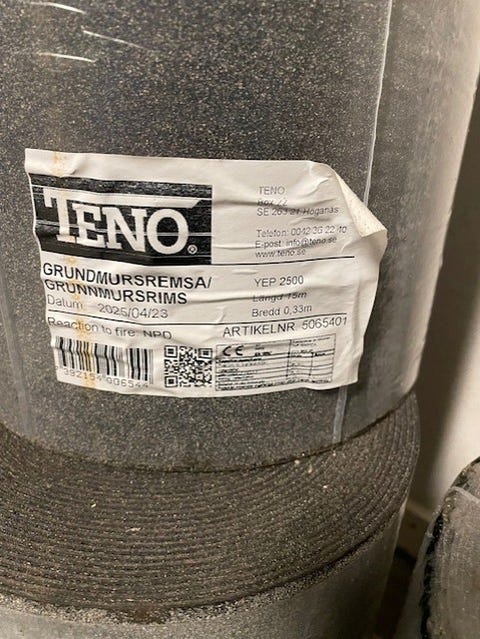 TENO®
TENO
Box 22
SE 263 21 Höganäs
Telefon: 0042 36 22 10
E-post: info@teno.se
www.teno.se
GRUNDMURSREMSA/
GRUNNMURSRIMS
Datum: 2025/04/23
Reaction to fire: NPD
YEP 2500
Längd 15m
Bredd 0,33m
ARTIKELNR 5065401
CE